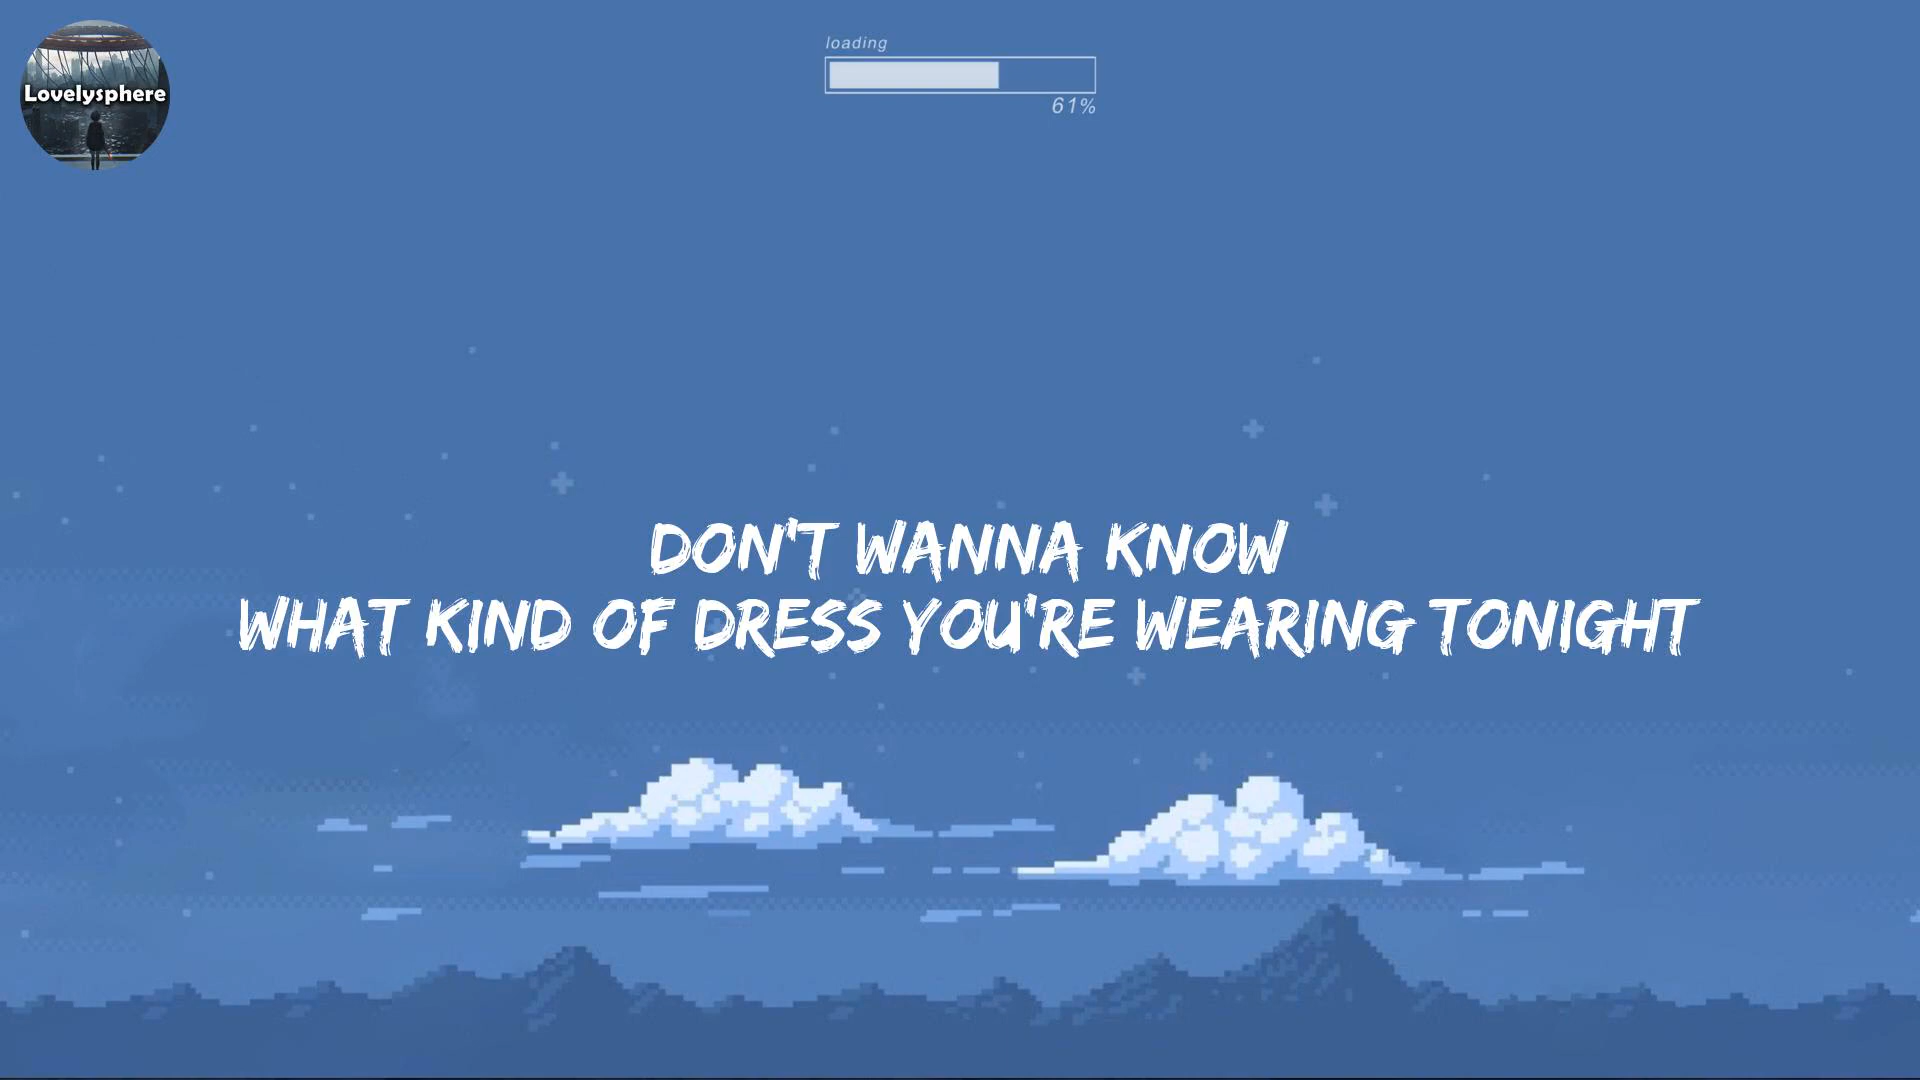 Lovelysphere
loading
61%
DON'T WANNA KNOW
WHAT KIND OF DRESS YOU'RE WEARING TONIGHT